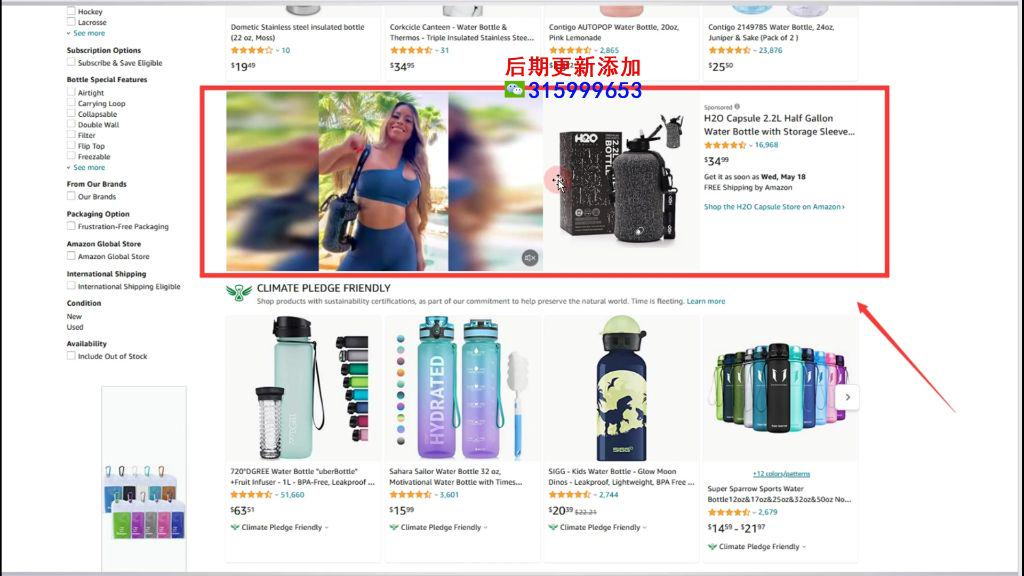 Hockey
Lacrosse
See more
Subscription Options
Subscribe & Save Eligible
Bottle Special Features
Airtight
Carrying Loop
Collapsable
Double Wall
Filter
Flip Top
Freezable
See more
From Our Brands
Our Brands
Packaging Option
Frustration-Free Packaging
Amazon Global Store
Amazon Global Store
International Shipping
International Shipping Eligible
Condition
New
Used
Availability
Include Out of Stock
Dometic Stainless steel insulated bottle
(22 oz, Moss)
10
$19.49
Corkcicle Canteen - Water Bottle &
Thermos - Triple Insulated Stainless Stee...
31
$34.95
Contigo AUTOPOP Water Bottle, 20oz,
Pink Lemonade
2,865
Contigo 2149785 Water Bottle, 24oz,
Juniper & Sake (Pack of 2 )
23,876
$25.50
后期更新添加
315999653
H2O
BOTTLE
Sponsored
H2O Capsule 2.2L Half Gallon
Water Bottle with Storage Sleeve...
16,968
$34.99
Get it as soon as Wed, May 18
FREE Shipping by Amazon
Shop the H2O Capsule Store on Amazon ›
CLIMATE PLEDGE FRIENDLY
Shop products with sustainability certifications, as part of our commitment to help preserve the natural world. Time is fleeting. Learn more
HYDRATED
SIGG
720°DGREE Water Bottle "uberBottle"
+Fruit Infuser - 1L - BPA-Free, Leakproof ...
51,660
$63.51
Climate Pledge Friendly
Sahara Sailor Water Bottle 32 oz,
Motivational Water Bottle with Times...
3,601
$15.99
Climate Pledge Friendly
SIGG - Kids Water Bottle - Glow Moon
Dinos - Leakproof, Lightweight, BPA Free ...
2,744
$20.39 $22.21
Climate Pledge Friendly
+12 colors/patterns
Super Sparrow Sports Water
Bottle12oz&17oz&25oz&32oz&50oz No...
2,679
$14.59 - $21.97
Climate Pledge Friendly